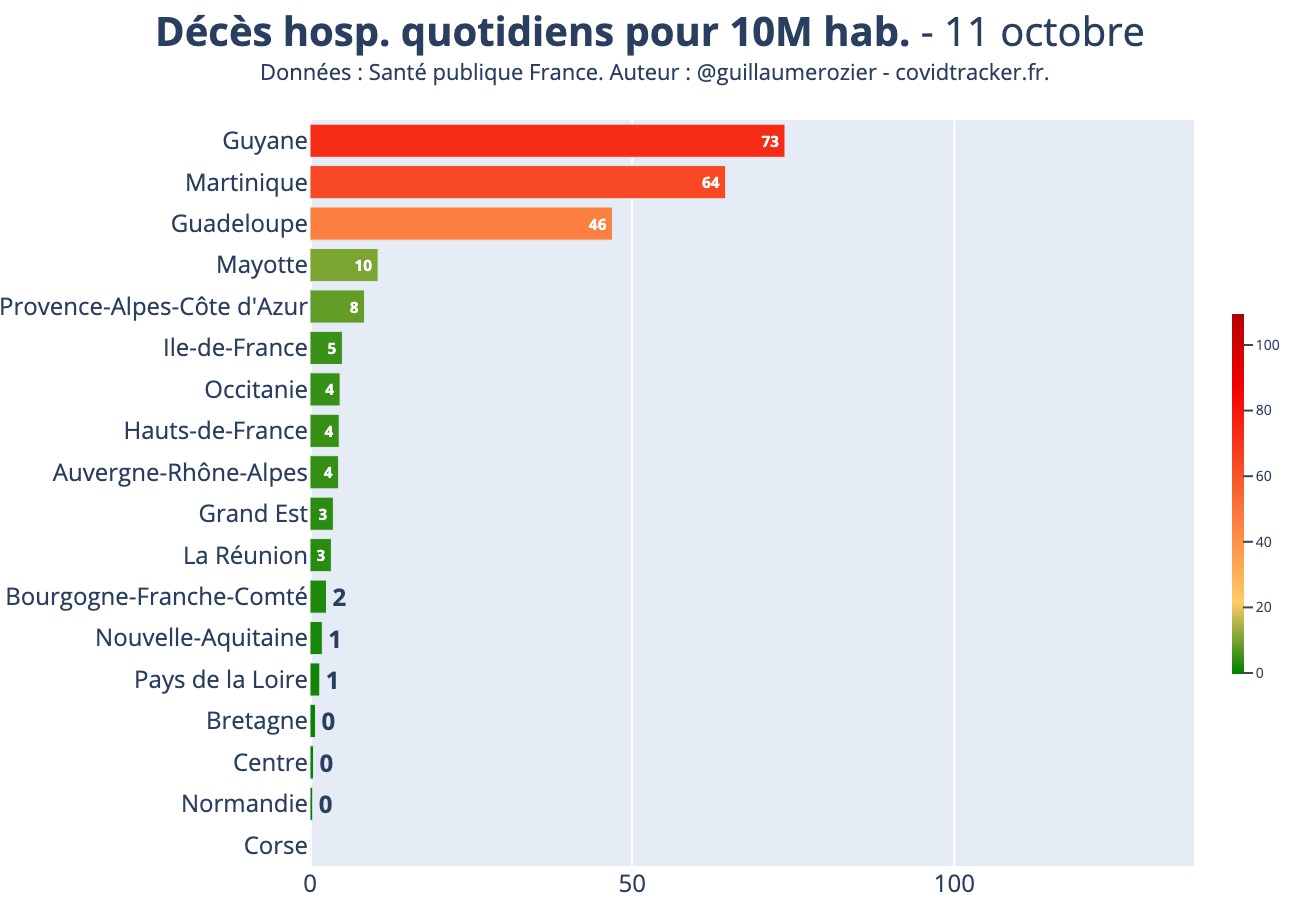 Décès hosp. quotidiens pour 10M hab. - 11 octobre
Données : Santé publique France. Auteur : @guillaumerozier - covidtracker.fr.
Guyane 73
Martinique 64
Guadeloupe 46
Mayotte 10
Provence-Alpes-Côte d'Azur 8
Ile-de-France 5
Occitanie 4
Hauts-de-France 4
Auvergne-Rhône-Alpes 4
Grand Est 3
La Réunion 3
Bourgogne-Franche-Comté 2
Nouvelle-Aquitaine 1
Pays de la Loire 1
Bretagne 0
Centre 0
Normandie 0
Corse
0 50 100
100
80
60
40
20
0